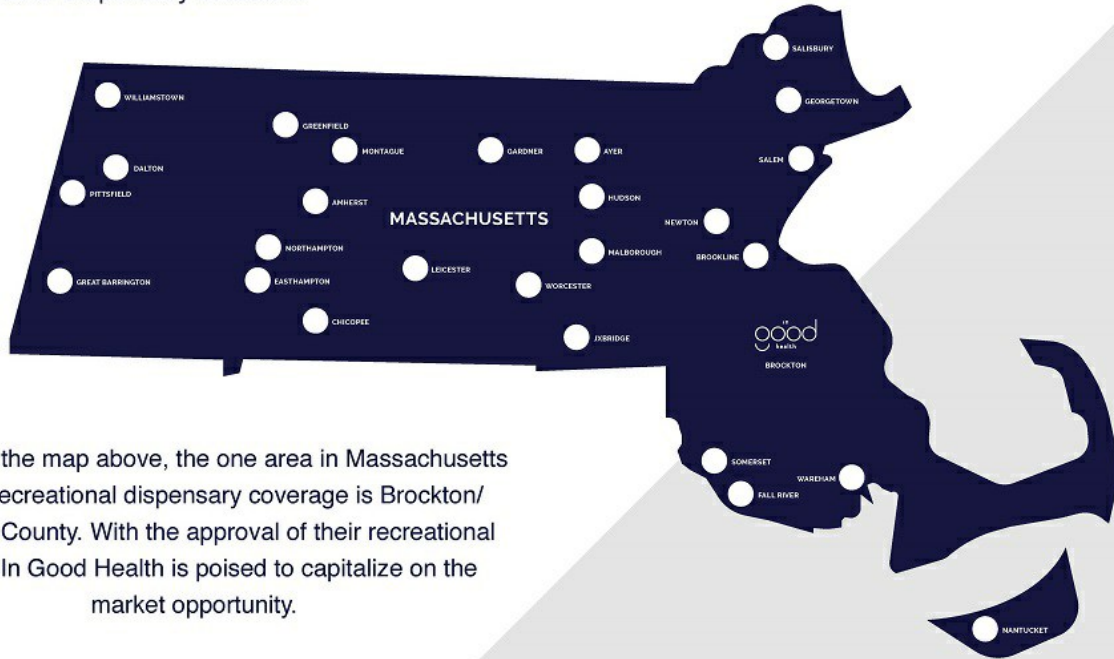 SALISBURY
WILLIAMSTOWN
GEORGETOWN
GREENFIELD
MONTAGUE
GARDNER
AYER
SALEM
DALTON
PITTSFIELD
HUDSON
AMHERST
MASSACHUSETTS
NEWTON
NORTHAMPTON
MALBOROUGH
BROOKLINE
LEICESTER
GREAT BARRINGTON
EASTHAMPTON
WORCESTER
CHICOPEE
in
good
health
JXBRIDGE
BROCKTON
the map above, the one area in Massachusetts
ecreational dispensary coverage is Brockton/
County. With the approval of their recreational
In Good Health is poised to capitalize on the
market opportunity.
SOMERSET
WAREHAM
FALL RIVER
NANTUCKET